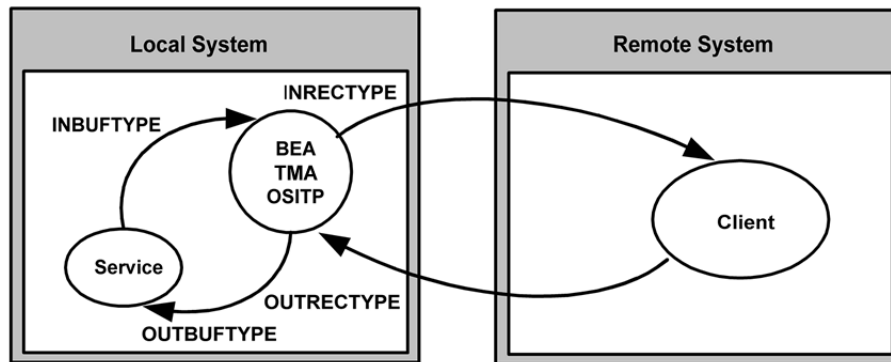 Local System
Remote System
INRECTYPE
INBUFTYPE
BEA
TMA
OSITP
Client
Service
OUTRECTYPE
OUTBUFTYPE